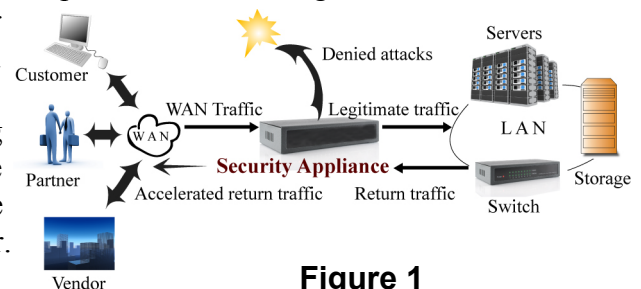 Servers
Denied attacks
Customer
WAN Traffic
Legitimate traffic
WAN
LAN
Security Appliance
Partner
Accelerated return traffic
Return traffic
Storage
Switch
Vendor
Figure 1